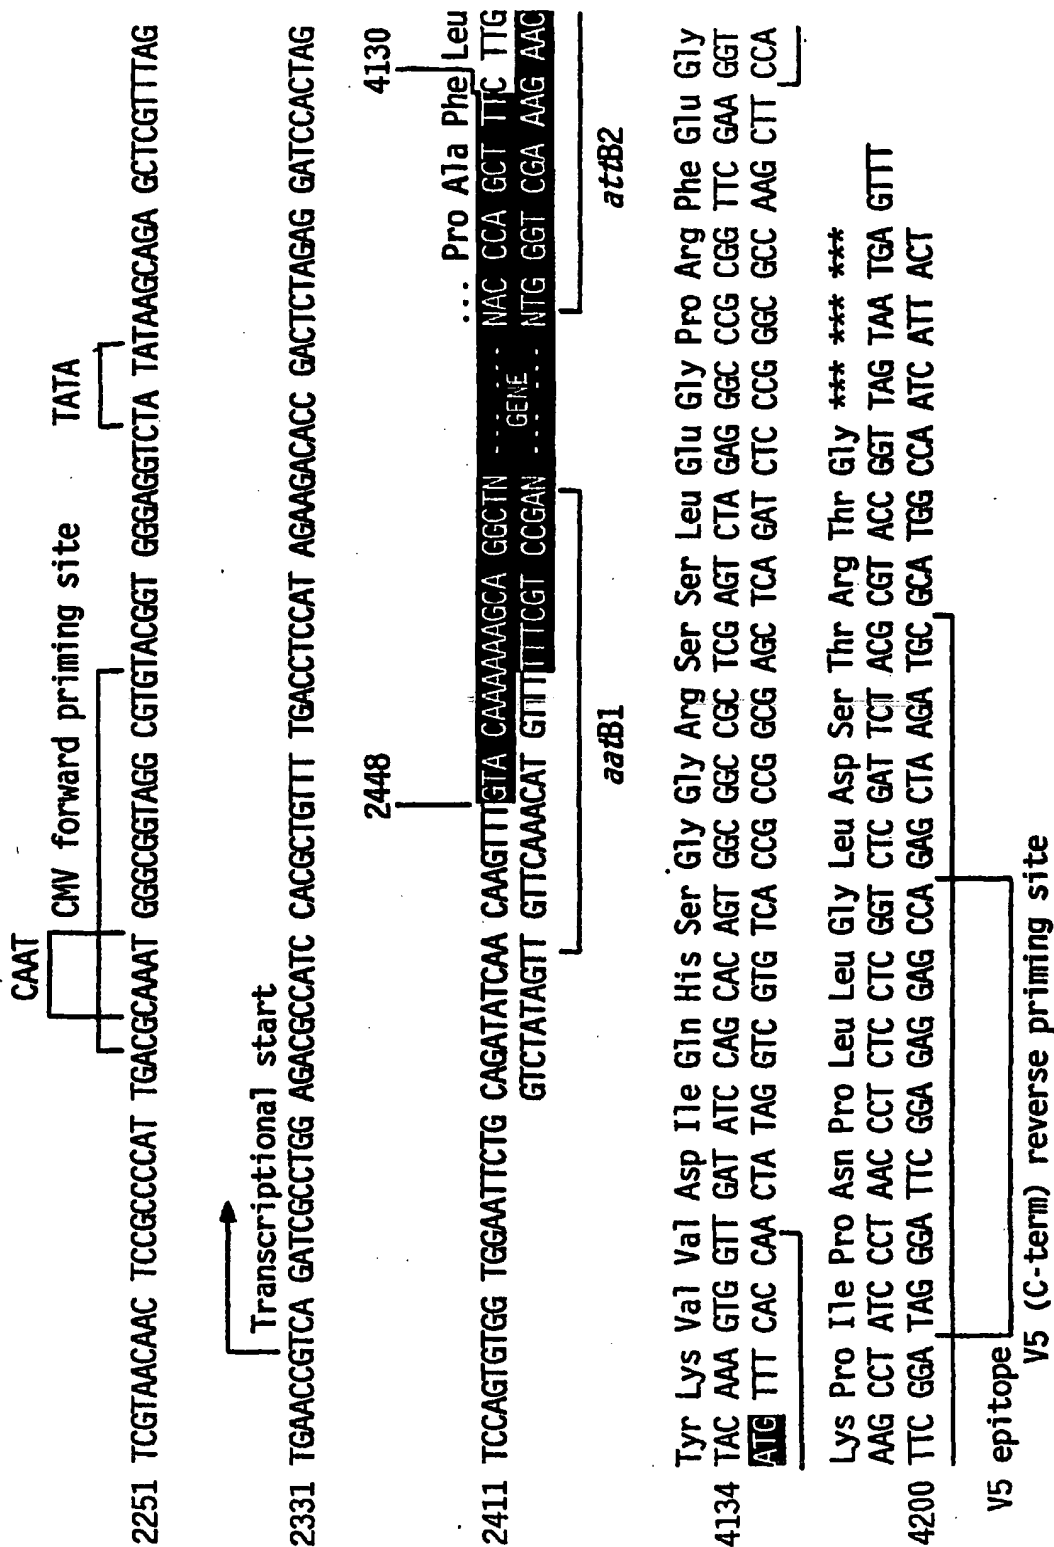 CAAT
CMV forward priming site
TATA
2251 TCGTAACAAC TCCGCCCCAT TGACGCAAAT GGGCGGTAGG CGTGTACGGT GGGAGGTCTA TATAAGCAGA GCTCGTTTAG
Transcriptional start
2331 TGAACCGTCA GATCGCCTGG AGACGCCATC CACGCTGTTT TGACCTCCAT AGAAGACACC GACTCTAGAG GATCCACTAG
2448
4130
... Pro Ala Phe Leu
2411 TCCAGTGTGG TGGAATTCTG CAGATATCAA CAAGTTTGTA CAAAAAAGCA GGCTN ... ... NAC CCA GCT TTC TTG
GENE
GTCTATAGTT GTTCAAACAT GTTTTTTCGT CCGAN ... ... NTG GGT CGA AAG AAC
aatB1
attB2
Tyr Lys Val Val Asp Ile Gln His Ser Gly Gly Arg Ser Ser Leu Glu Gly Pro Arg Phe Glu Gly
4134 TAC AAA GTG GTT GAT ATC CAG CAC AGT GGC GGC CGC TCG AGT CTA GAG GGC CCG CGG TTC GAA GGT
ATG TTT CAC CAA CTA TAG GTC GTG TCA CCG CCG GCG AGC TCA GAT CTC CCG GGC GCC AAG CTT CCA
Lys Pro Ile Pro Asn Pro Leu Leu Gly Leu Asp Ser Thr Arg Thr Gly *** *** ***
AAG CCT ATC CCT AAC CCT CTC CTC GGT CTC GAT TCT ACG CGT ACC GGT TAG TAA TGA GTTT
4200 TTC GGA TAG GGA TTC GGA GAG GAG CCA GAG CTA AGA TGC GCA TGG CCA ATC ATT ACT
V5 epitope
V5 (C-term) reverse priming site